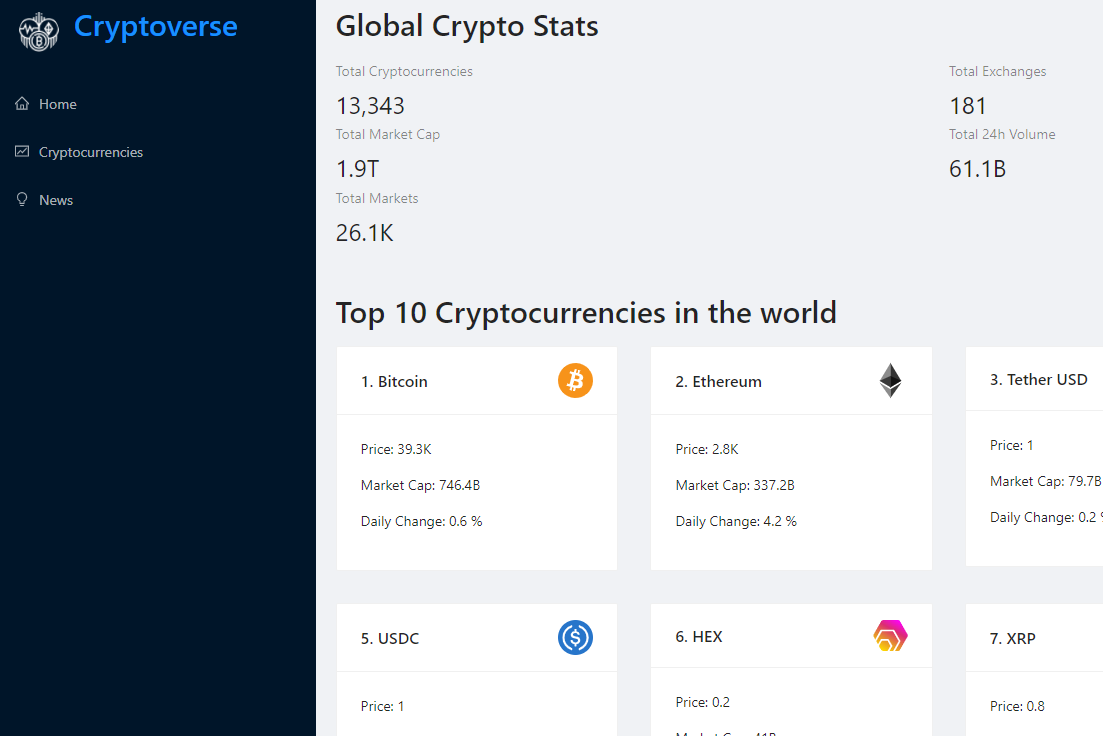 Cryptoverse
Home
Cryptocurrencies
News
Global Crypto Stats
Total Cryptocurrencies
13,343
Total Exchanges
181
Total Market Cap
1.9T
Total 24h Volume
61.1B
Total Markets
26.1K
Top 10 Cryptocurrencies in the world
1. Bitcoin
Price: 39.3K
Market Cap: 746.4B
Daily Change: 0.6 %
2. Ethereum
Price: 2.8K
Market Cap: 337.2B
Daily Change: 4.2 %
3. Tether USD
Price: 1
Market Cap: 79.7B
Daily Change: 0.2
5. USDC
Price: 1
6. HEX
Price: 0.2
Market Cap: 41B
7. XRP
Price: 0.8